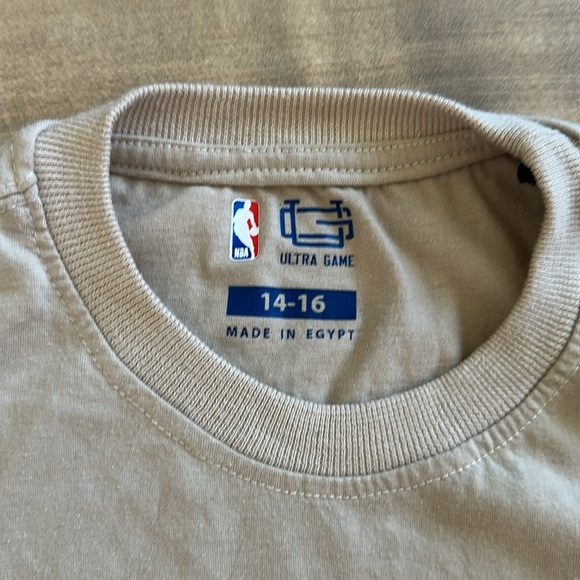 NBA
ULTRA GAME
14-16
MADE IN EGYPT